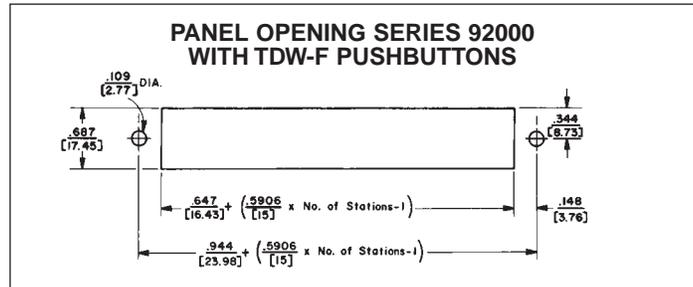 PANEL OPENING SERIES 92000
WITH TDW-F PUSHBUTTONS
.109
[2.77] DIA.
.687
[17.45]
.344
[8.73]
.647
[16.43] + (.5906
[15] x No. of Stations-1)
.148
[3.76]
.944
[23.98] + (.5906
[15] x No. of Stations-1)